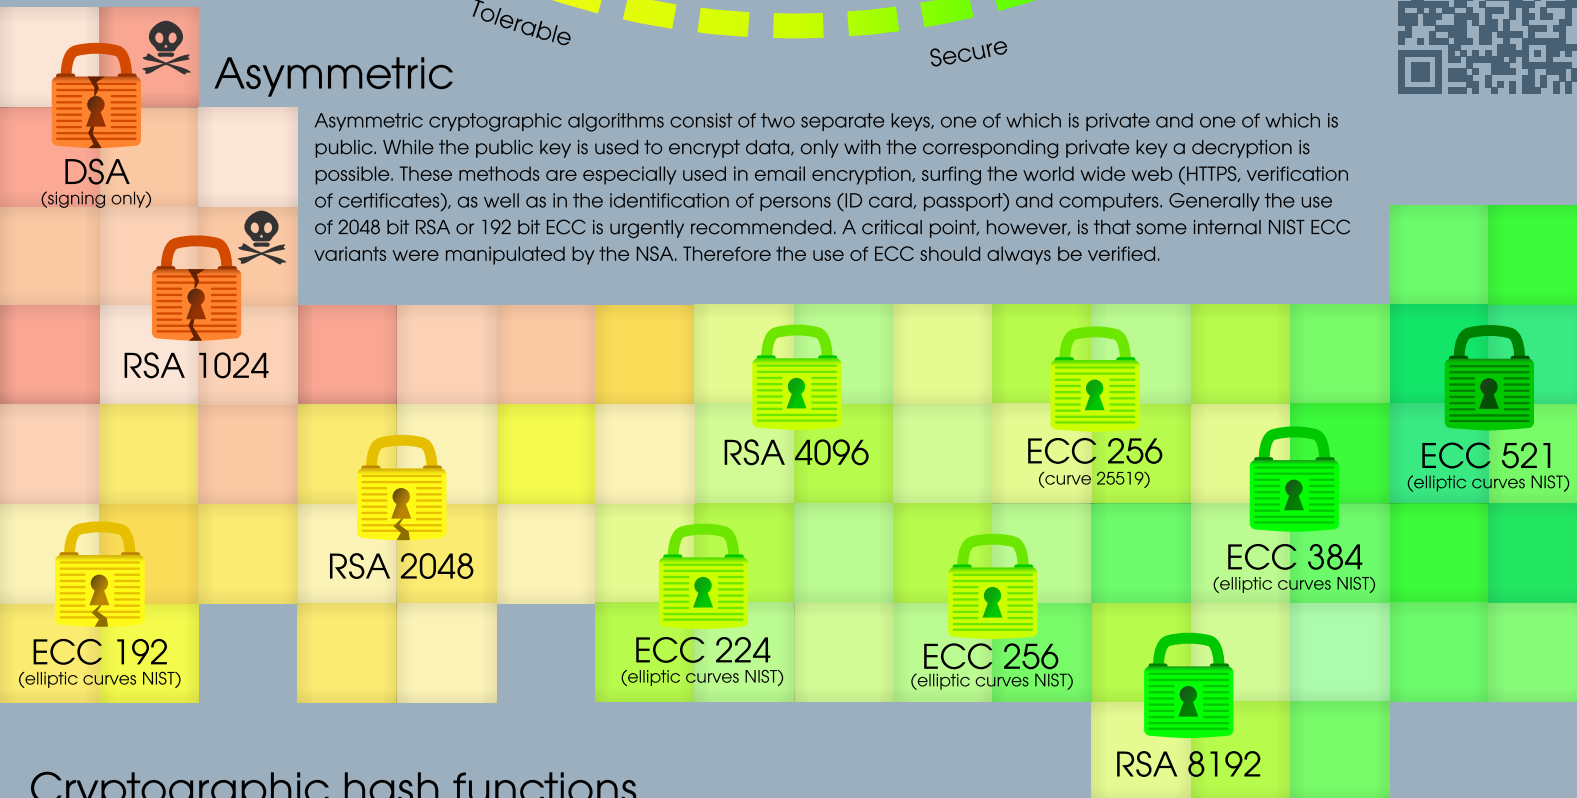 Tolerable
Secure
Asymmetric
Asymmetric cryptographic algorithms consist of two separate keys, one of which is private and one of which is
public. While the public key is used to encrypt data, only with the corresponding private key a decryption is
possible. These methods are especially used in email encryption, surfing the world wide web (HTTPS, verification
of certificates), as well as in the identification of persons (ID card, passport) and computers. Generally the use
of 2048 bit RSA or 192 bit ECC is urgently recommended. A critical point, however, is that some internal NIST ECC
variants were manipulated by the NSA. Therefore the use of ECC should always be verified.
DSA
(signing only)
RSA 1024
RSA 4096
ECC 256
(curve 25519)
ECC 521
(elliptic curves NIST)
RSA 2048
ECC 384
(elliptic curves NIST)
ECC 192
(elliptic curves NIST)
ECC 224
(elliptic curves NIST)
ECC 256
(elliptic curves NIST)
RSA 8192
Cryptographic hash functions